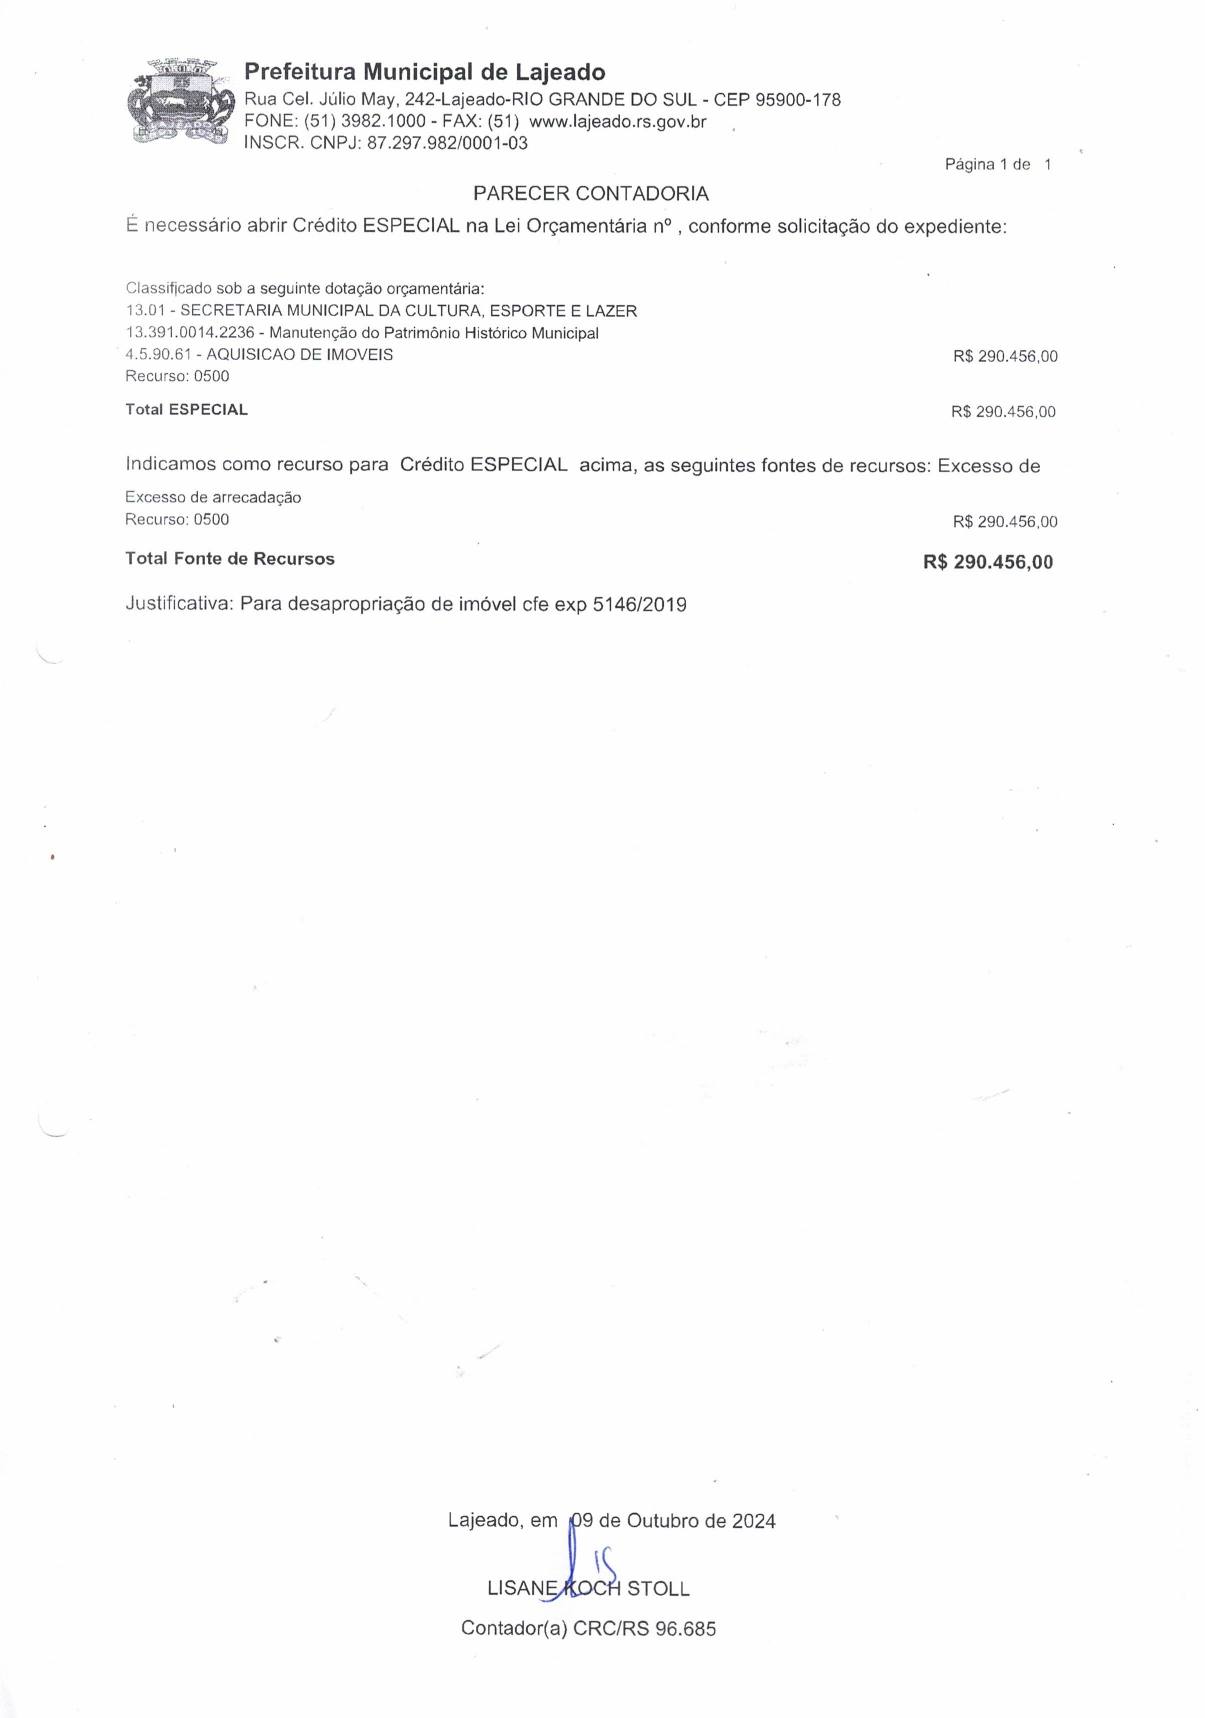 Prefeitura Municipal de Lajeado
Rua Cel. Júlio May, 242-Lajeado-RIO GRANDE DO SUL - CEP 95900-178
FONE: (51) 3982.1000 - FAX: (51) www.lajeado.rs.gov.br
INSCR. CNPJ: 87.297.982/0001-03
Página 1 de 1
PARECER CONTADORIA
É necessário abrir Crédito ESPECIAL na Lei Orçamentária nº , conforme solicitação do expediente:
Classificado sob a seguinte dotação orçamentária:
13.01 - SECRETARIA MUNICIPAL DA CULTURA, ESPORTE E LAZER
13.391.0014.2236 - Manutenção do Patrimônio Histórico Municipal
4.5.90.61 - AQUISICAO DE IMOVEIS R$ 290.456,00
Recurso: 0500
Total ESPECIAL R$ 290.456,00
Indicamos como recurso para Crédito ESPECIAL acima, as seguintes fontes de recursos: Excesso de
Excesso de arrecadação
Recurso: 0500 R$ 290.456,00
Total Fonte de Recursos R$ 290.456,00
Justificativa: Para desapropriação de imóvel cfe exp 5146/2019
Lajeado, em 09 de Outubro de 2024
LISANE KOCH STOLL
Contador(a) CRC/RS 96.685